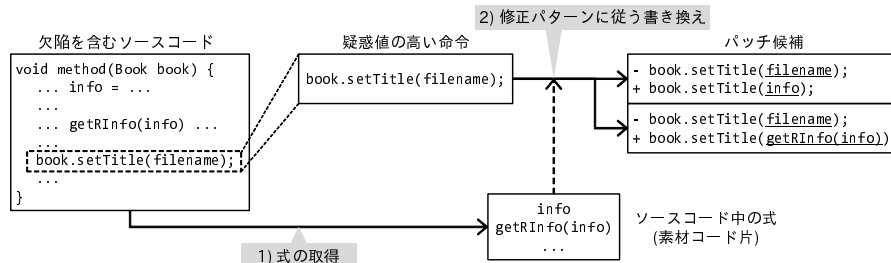 2) 修正パターンに従う書き換え
欠陥を含むソースコード
疑惑値の高い命令
パッチ候補
void method(Book book) {
... info = ...
...
... getRInfo(info) ...
...
book.setTitle(filename);
...
}
book.setTitle(filename);
- book.setTitle(filename);
+ book.setTitle(info);
- book.setTitle(filename);
+ book.setTitle(getRInfo(info))
info
getRInfo(info)
...
ソースコード中の式
(素材コード片)
1) 式の取得